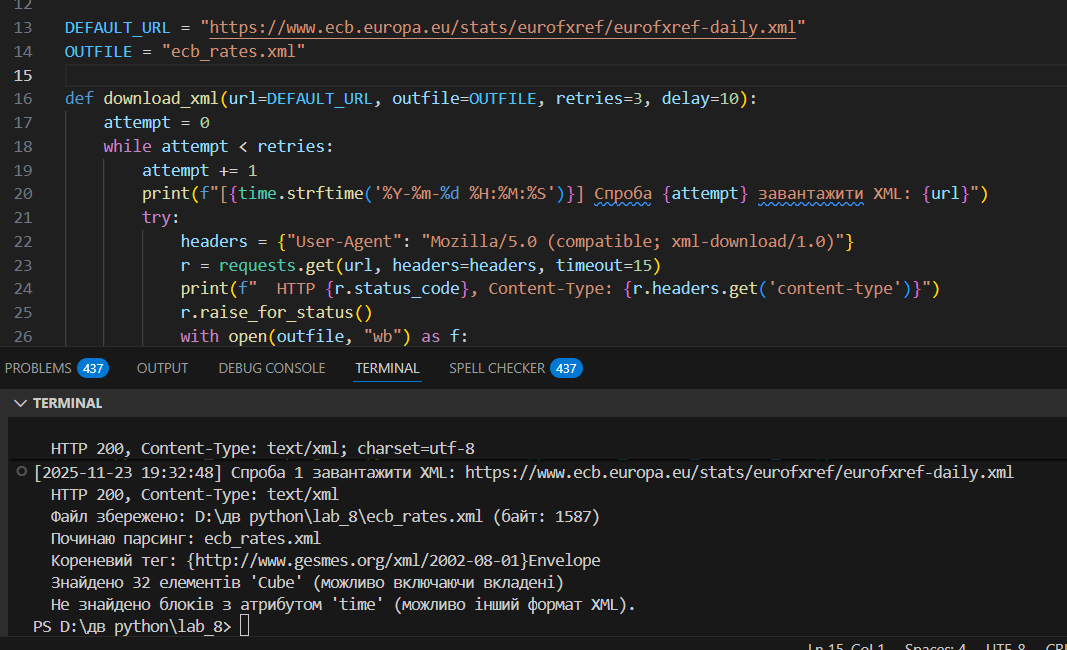 12
13 DEFAULT_URL = "https://www.ecb.europa.eu/stats/eurofxref/eurofxref-daily.xml"
14 OUTFILE = "ecb_rates.xml"
15
16 def download_xml(url=DEFAULT_URL, outfile=OUTFILE, retries=3, delay=10):
17 attempt = 0
18 while attempt < retries:
19 attempt += 1
20 print(f"[{time.strftime('%Y-%m-%d %H:%M:%S')}] Спроба {attempt} завантажити XML: {url}")
21 try:
22 headers = {"User-Agent": "Mozilla/5.0 (compatible; xml-download/1.0)"}
23 r = requests.get(url, headers=headers, timeout=15)
24 print(f"  HTTP {r.status_code}, Content-Type: {r.headers.get('content-type')}")
25 r.raise_for_status()
26 with open(outfile, "wb") as f:
PROBLEMS 437 OUTPUT DEBUG CONSOLE TERMINAL SPELL CHECKER 437
TERMINAL
HTTP 200, Content-Type: text/xml; charset=utf-8
[2025-11-23 19:32:48] Спроба 1 завантажити XML: https://www.ecb.europa.eu/stats/eurofxref/eurofxref-daily.xml
HTTP 200, Content-Type: text/xml
Файл збережено: D:\дв python\lab_8\ecb_rates.xml (байт: 1587)
Починаю парсинг: ecb_rates.xml
Кореневий тег: {http://www.gesmes.org/xml/2002-08-01}Envelope
Знайдено 32 елементів 'Cube' (можливо включаючи вкладені)
Не знайдено блоків з атрибутом 'time' (можливо інший формат XML).
PS D:\дв python\lab_8>
Ln 15, Col 1 Spaces: 4 UTF-8